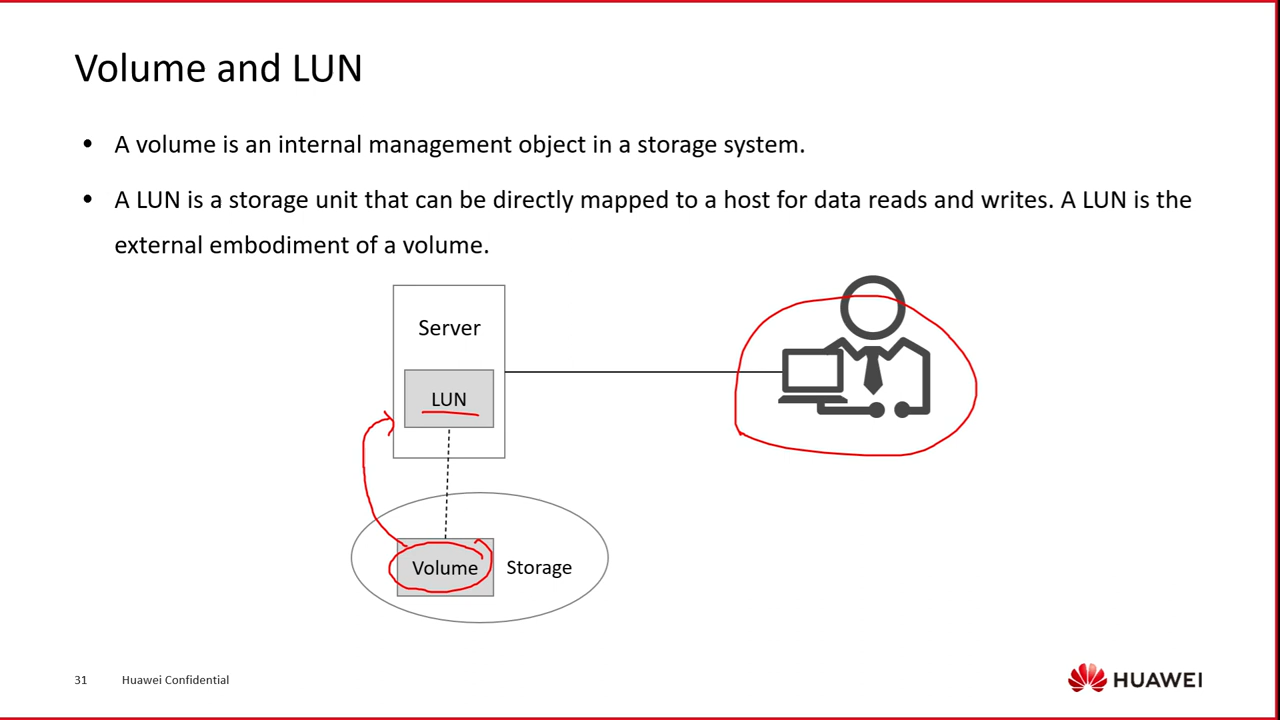 Volume and LUN
• A volume is an internal management object in a storage system.
• A LUN is a storage unit that can be directly mapped to a host for data reads and writes. A LUN is the
external embodiment of a volume.
Server
LUN
Volume
Storage
31
Huawei Confidential
HUAWEI